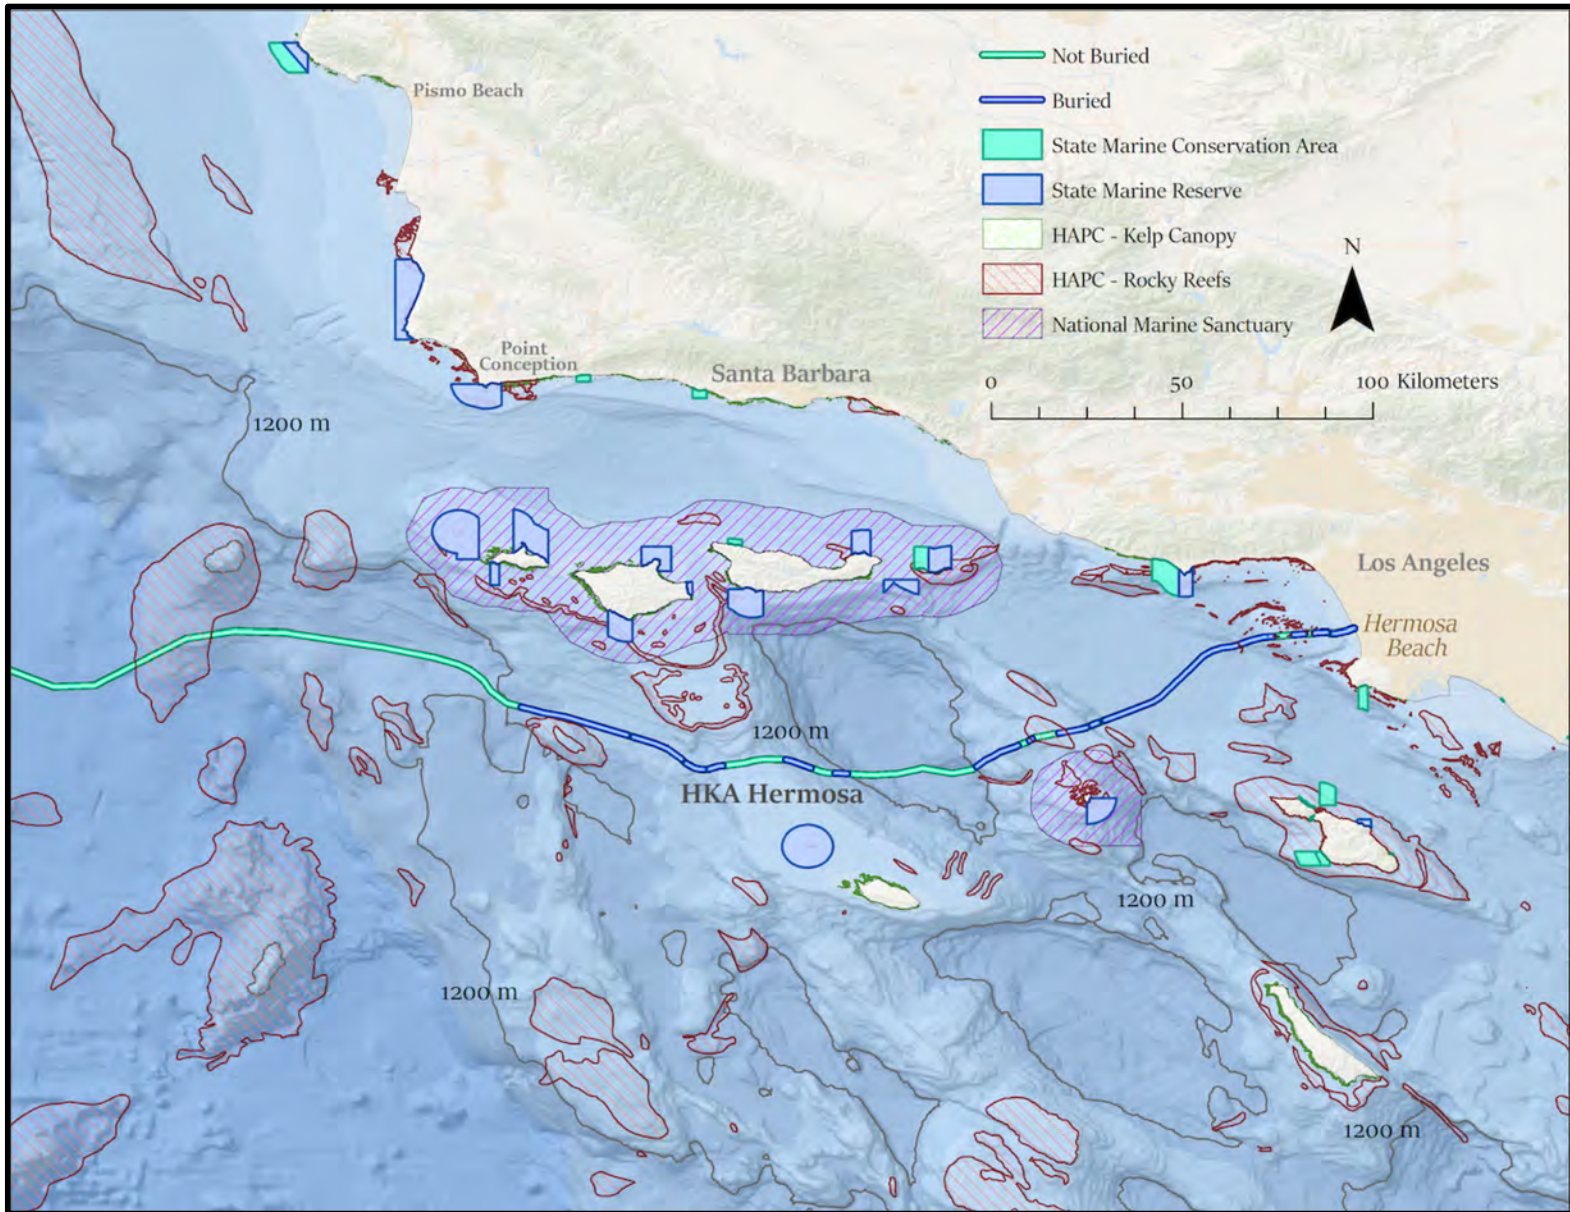 Not Buried
Buried
State Marine Conservation Area
State Marine Reserve
HAPC - Kelp Canopy
HAPC - Rocky Reefs
National Marine Sanctuary
N
0 50 100 Kilometers
Pismo Beach
Point
Conception
Santa Barbara
1200 m
Los Angeles
Hermosa
Beach
1200 m
HKA Hermosa
1200 m
1200 m
1200 m